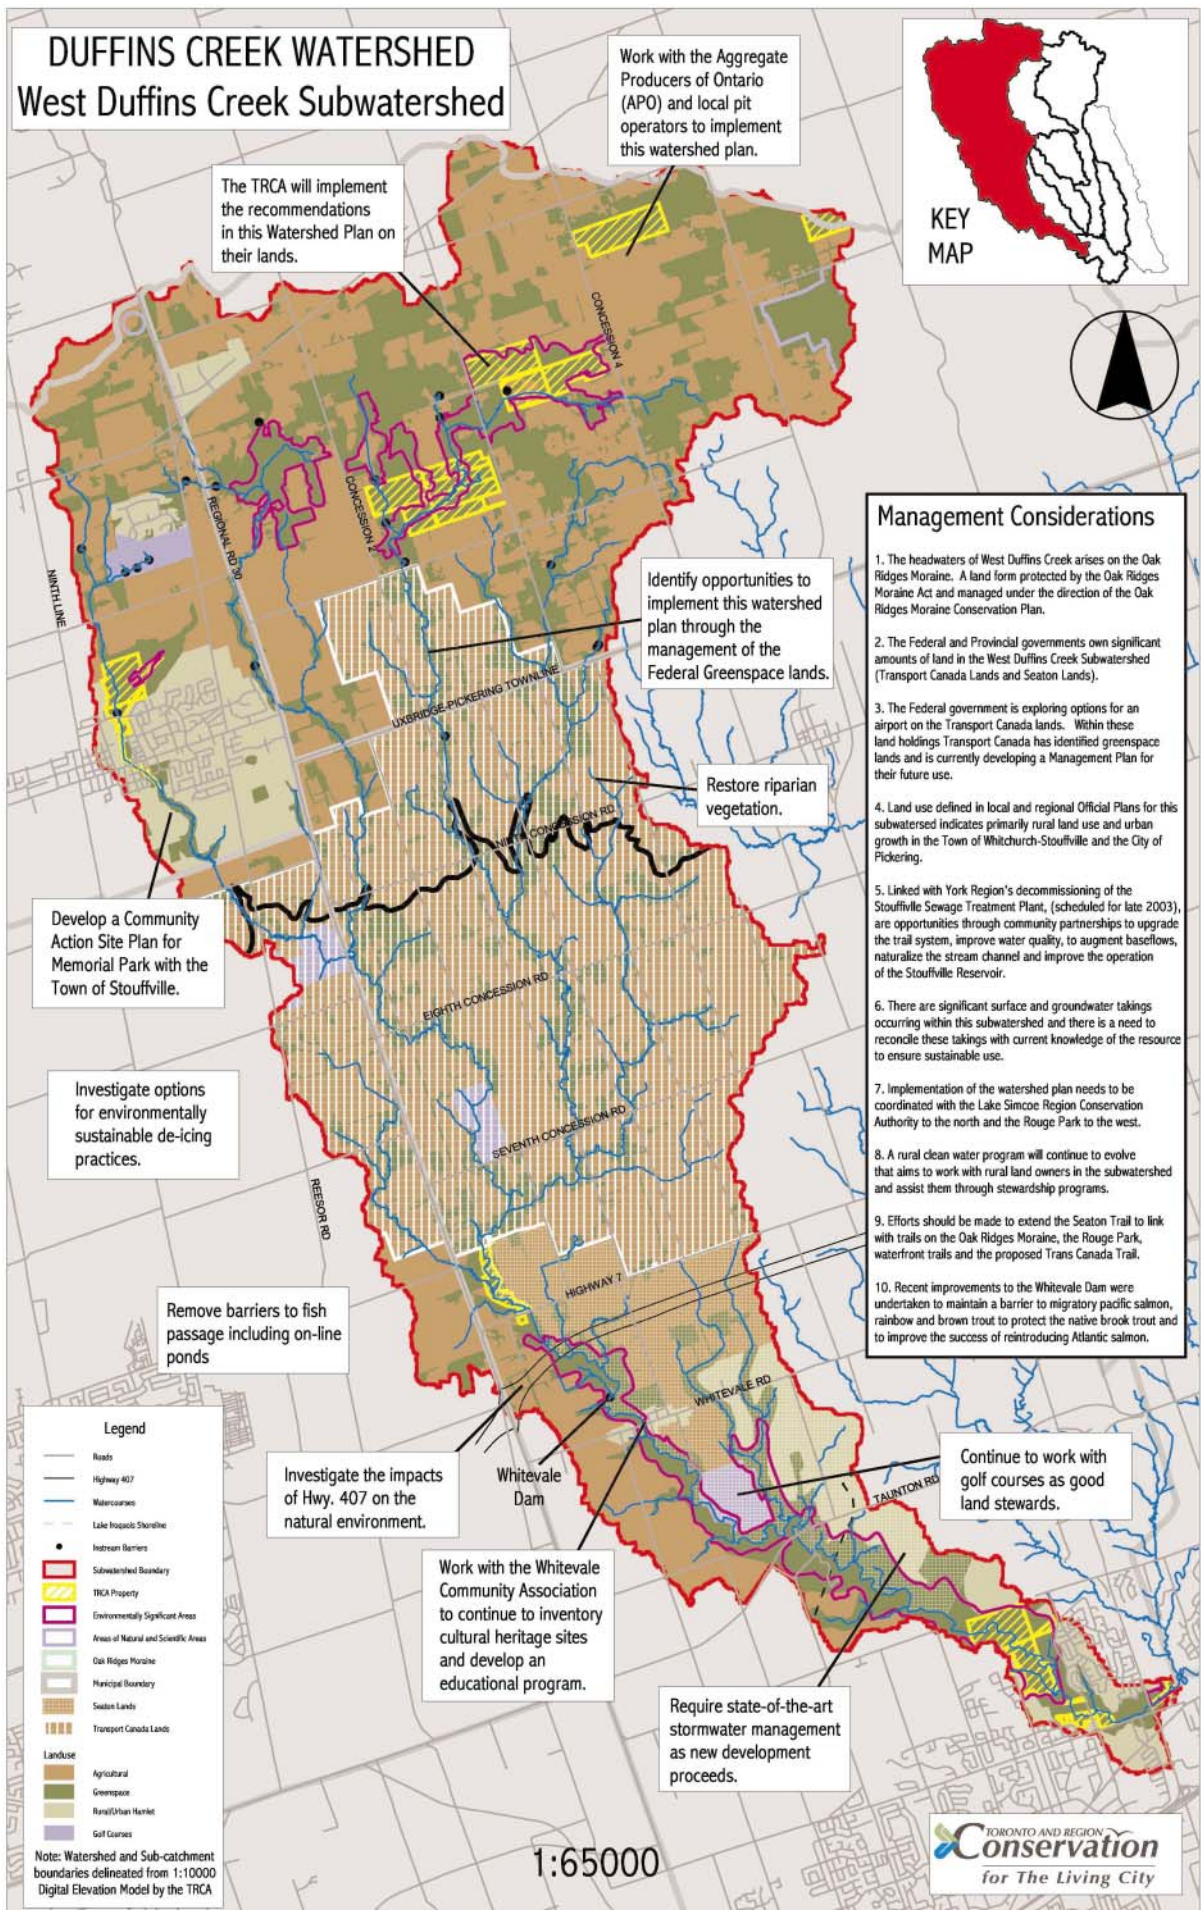 DUFFINS CREEK WATERSHED
West Duffins Creek Subwatershed
Work with the Aggregate
Producers of Ontario
(APO) and local pit
operators to implement
this watershed plan.
The TRCA will implement
the recommendations
in this Watershed Plan on
their lands.
KEY
MAP
CONCESSION 4
CONCESSION 2
REGIONAL RD 30
NINTH LINE
Identify opportunities to
implement this watershed
plan through the
management of the
Federal Greenspace lands.
UXBRIDGE-PICKERING TOWNLINE
Restore riparian
vegetation.
NINTH CONCESSION RD
Develop a Community
Action Site Plan for
Memorial Park with the
Town of Stouffville.
EIGHTH CONCESSION RD
Investigate options
for environmentally
sustainable de-icing
practices.
SEVENTH CONCESSION RD
REESOR RD
HIGHWAY 7
Remove barriers to fish
passage including on-line
ponds
WHITEVALE RD
Investigate the impacts
of Hwy. 407 on the
natural environment.
Whitevale
Dam
Continue to work with
golf courses as good
land stewards.
TAUNTON RD
Work with the Whitevale
Community Association
to continue to inventory
cultural heritage sites
and develop an
educational program.
Require state-of-the-art
stormwater management
as new development
proceeds.
Management Considerations
1. The headwaters of West Duffins Creek arises on the Oak
Ridges Moraine. A land form protected by the Oak Ridges
Moraine Act and managed under the direction of the Oak
Ridges Moraine Conservation Plan.
2. The Federal and Provincial governments own significant
amounts of land in the West Duffins Creek Subwatershed
(Transport Canada Lands and Seaton Lands).
3. The Federal government is exploring options for an
airport on the Transport Canada lands. Within these
land holdings Transport Canada has identified greenspace
lands and is currently developing a Management Plan for
their future use.
4. Land use defined in local and regional Official Plans for this
subwatersed indicates primarily rural land use and urban
growth in the Town of Whitchurch-Stouffville and the City of
Pickering.
5. Linked with York Region's decommissioning of the
Stouffivlle Sewage Treatment Plant, (scheduled for late 2003),
are opportunities through community partnerships to upgrade
the trail system, improve water quality, to augment baseflows,
naturalize the stream channel and improve the operation
of the Stouffville Reservoir.
6. There are significant surface and groundwater takings
occurring within this subwatershed and there is a need to
reconcile these takings with current knowledge of the resource
to ensure sustainable use.
7. Implementation of the watershed plan needs to be
coordinated with the Lake Simcoe Region Conservation
Authority to the north and the Rouge Park to the west.
8. A rural clean water program will continue to evolve
that aims to work with rural land owners in the subwatershed
and assist them through stewardship programs.
9. Efforts should be made to extend the Seaton Trail to link
with trails on the Oak Ridges Moraine, the Rouge Park,
waterfront trails and the proposed Trans Canada Trail.
10. Recent improvements to the Whitevale Dam were
undertaken to maintain a barrier to migratory pacific salmon,
rainbow and brown trout to protect the native brook trout and
to improve the success of reintroducing Atlantic salmon.
Legend
Roads
Highway 407
Watercourses
Lake Iroquois Shoreline
Instream Barriers
Subwatershed Boundary
TRCA Property
Environmentally Significant Areas
Areas of Natural and Scientific Areas
Oak Ridges Moraine
Municipal Boundary
Seaton Lands
Transport Canada Lands
Landuse
Agricultural
Greenspace
Rural/Urban Hamlet
Golf Courses
Note: Watershed and Sub-catchment
boundaries delineated from 1:10000
Digital Elevation Model by the TRCA
1:65000
TORONTO AND REGION
Conservation
for The Living City